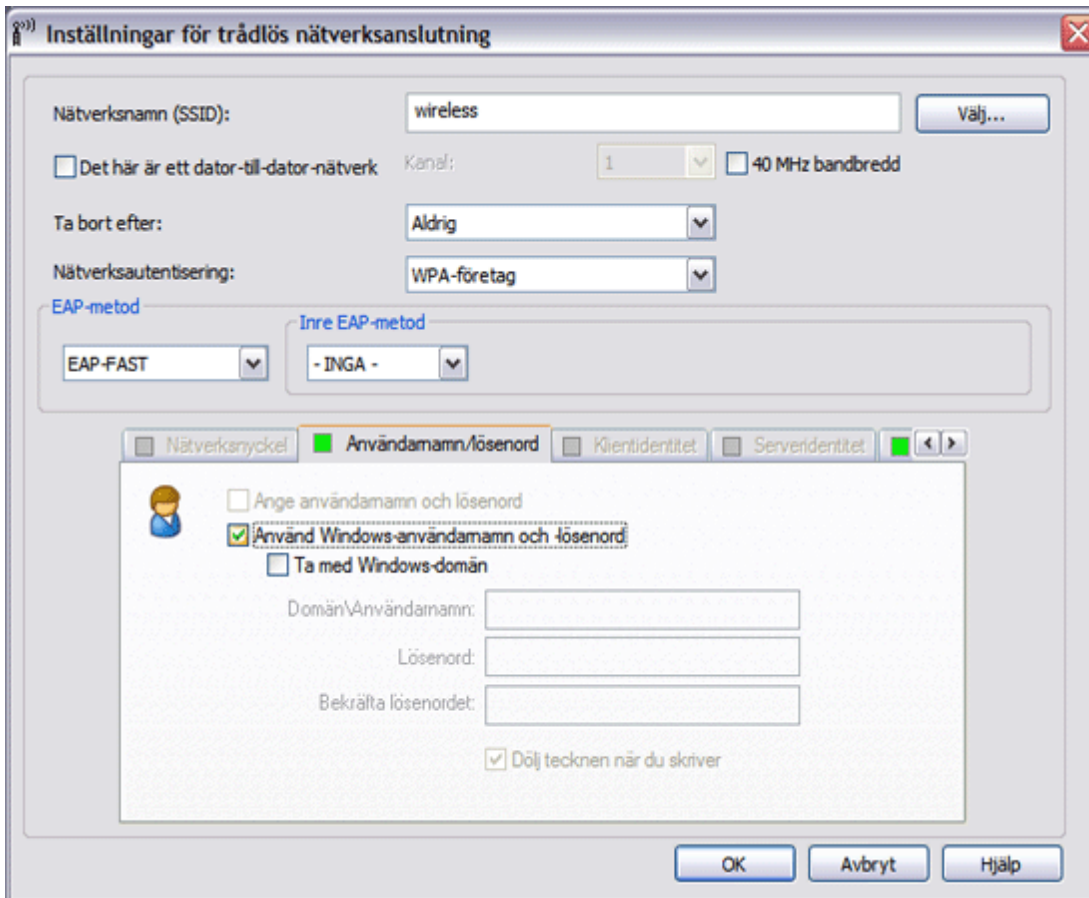 Inställningar för trådlös nätverksanslutning
Nätverksnamn (SSID): wireless Välj...
Det här är ett dator-till-dator-nätverk Kanal: 1 40 MHz bandbredd
Ta bort efter: Aldrig
Nätverksautentisering: WPA-företag
EAP-metod
Inre EAP-metod
EAP-FAST - INGA -
Nätverksnyckel Användarnamn/lösenord Klientidentitet Serveridentitet
Ange användarnamn och lösenord
Använd Windows-användarnamn och -lösenord
Ta med Windows-domän
Domän\Användarnamn:
Lösenord:
Bekräfta lösenordet:
Dölj tecknen när du skriver
OK Avbryt Hjälp